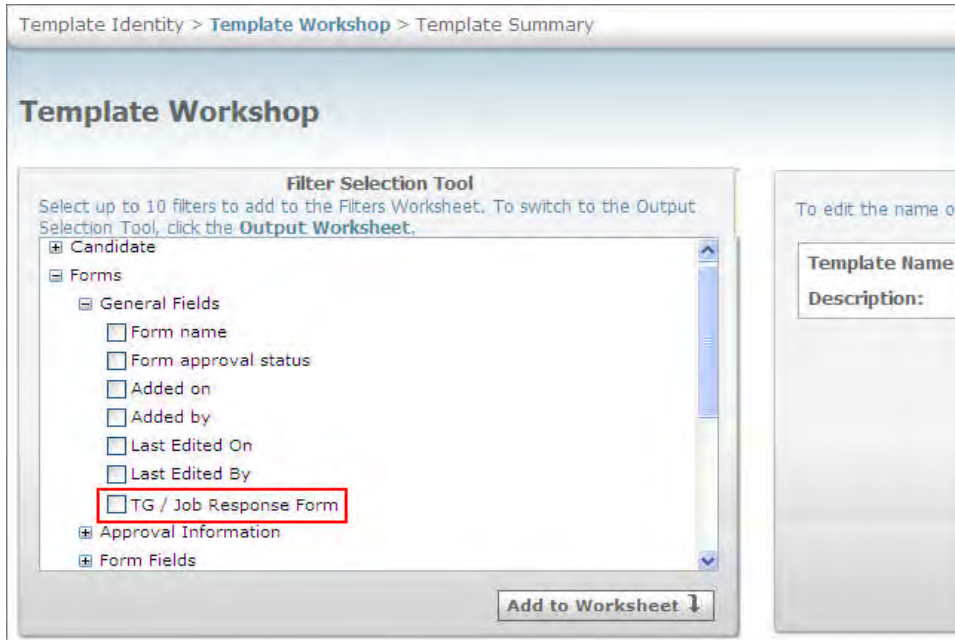 Template Identity > Template Workshop > Template Summary
Template Workshop
Filter Selection Tool
Select up to 10 filters to add to the Filters Worksheet. To switch to the Output
Selection Tool, click the Output Worksheet.
Candidate
Forms
General Fields
Form name
Form approval status
Added on
Added by
Last Edited On
Last Edited By
TG / Job Response Form
Approval Information
Form Fields
Add to Worksheet
To edit the name o
Template Name
Description: